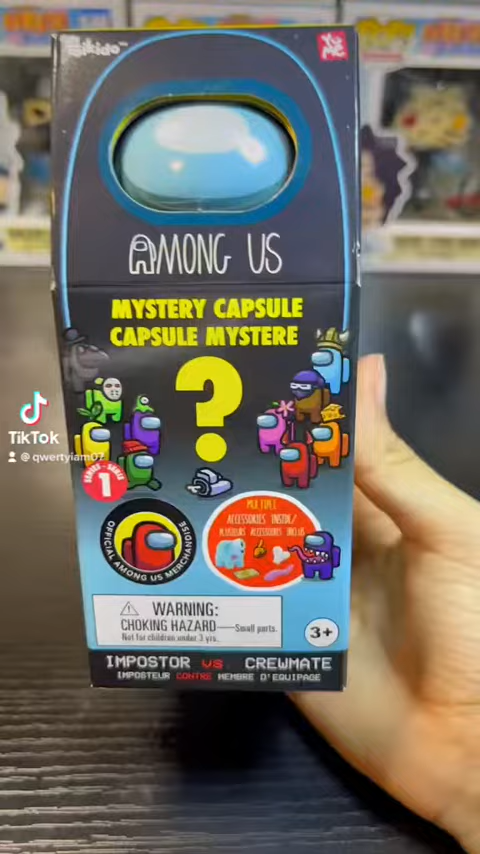 YuMe
AMONG US
MYSTERY CAPSULE
CAPSULE MYSTERE
?
TikTok
SERIES • SERIE
1
OFFICIAL AMONG US MERCHANDISE
MULTIPLE
ACCESSORIES INSIDE/
PLUSIEURS ACCESSOIRES INCLUS
WARNING:
CHOKING HAZARD—Small parts.
Not for children under 3 yrs.
3+
IMPOSTOR VS. CREWMATE
IMPOSTEUR CONTRE MEMBRE D'EQUIPAGE